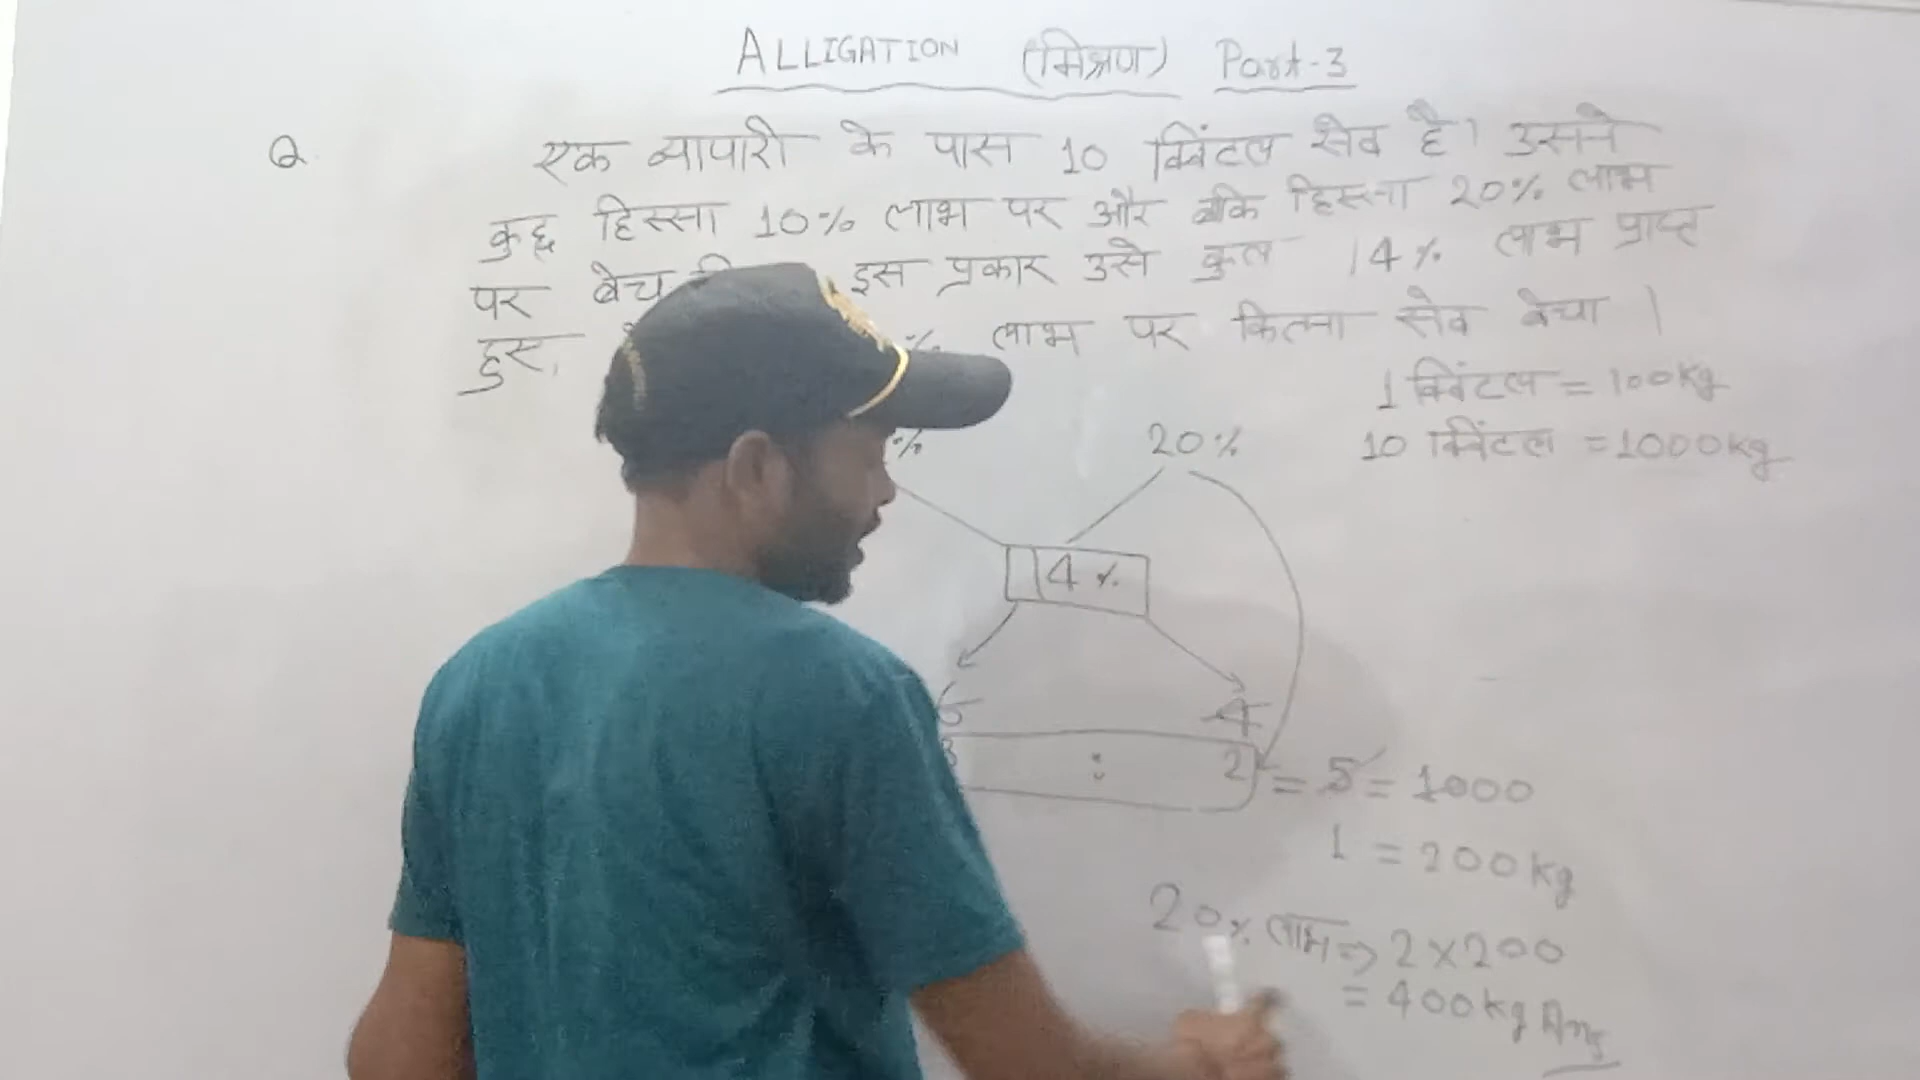 ALLIGATION (मिश्रण) Part-3
Q. एक व्यापारी के पास 10 क्विंटल सेव है। उसने
कुछ हिस्सा 10% लाभ पर और बाकि हिस्सा 20% लाभ
पर बेच इस प्रकार उसे कुल 14% लाभ प्राप्त
हुए, % लाभ पर कितना सेव बेचा।
1 क्विंटल = 100kg
% 20% 10 क्विंटल = 1000kg
14%
6 4
3 : 2 = 5 = 1000
1 = 200kg
20% लाभ ⇒ 2×200
= 400kg Ans